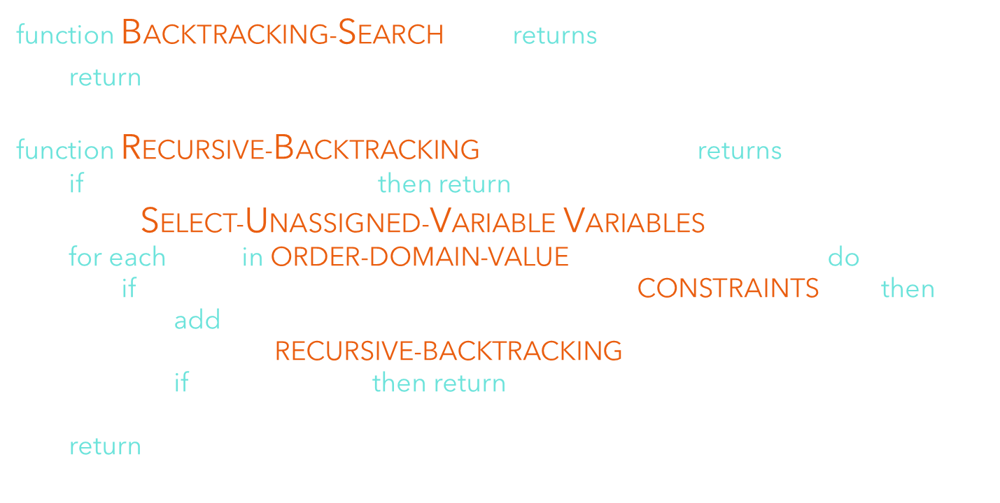 function BACKTRACKING-SEARCH returns
return
function RECURSIVE-BACKTRACKING returns
if then return
SELECT-UNASSIGNED-VARIABLE VARIABLES
for each in ORDER-DOMAIN-VALUE do
if CONSTRAINTS then
add
RECURSIVE-BACKTRACKING
if then return
return